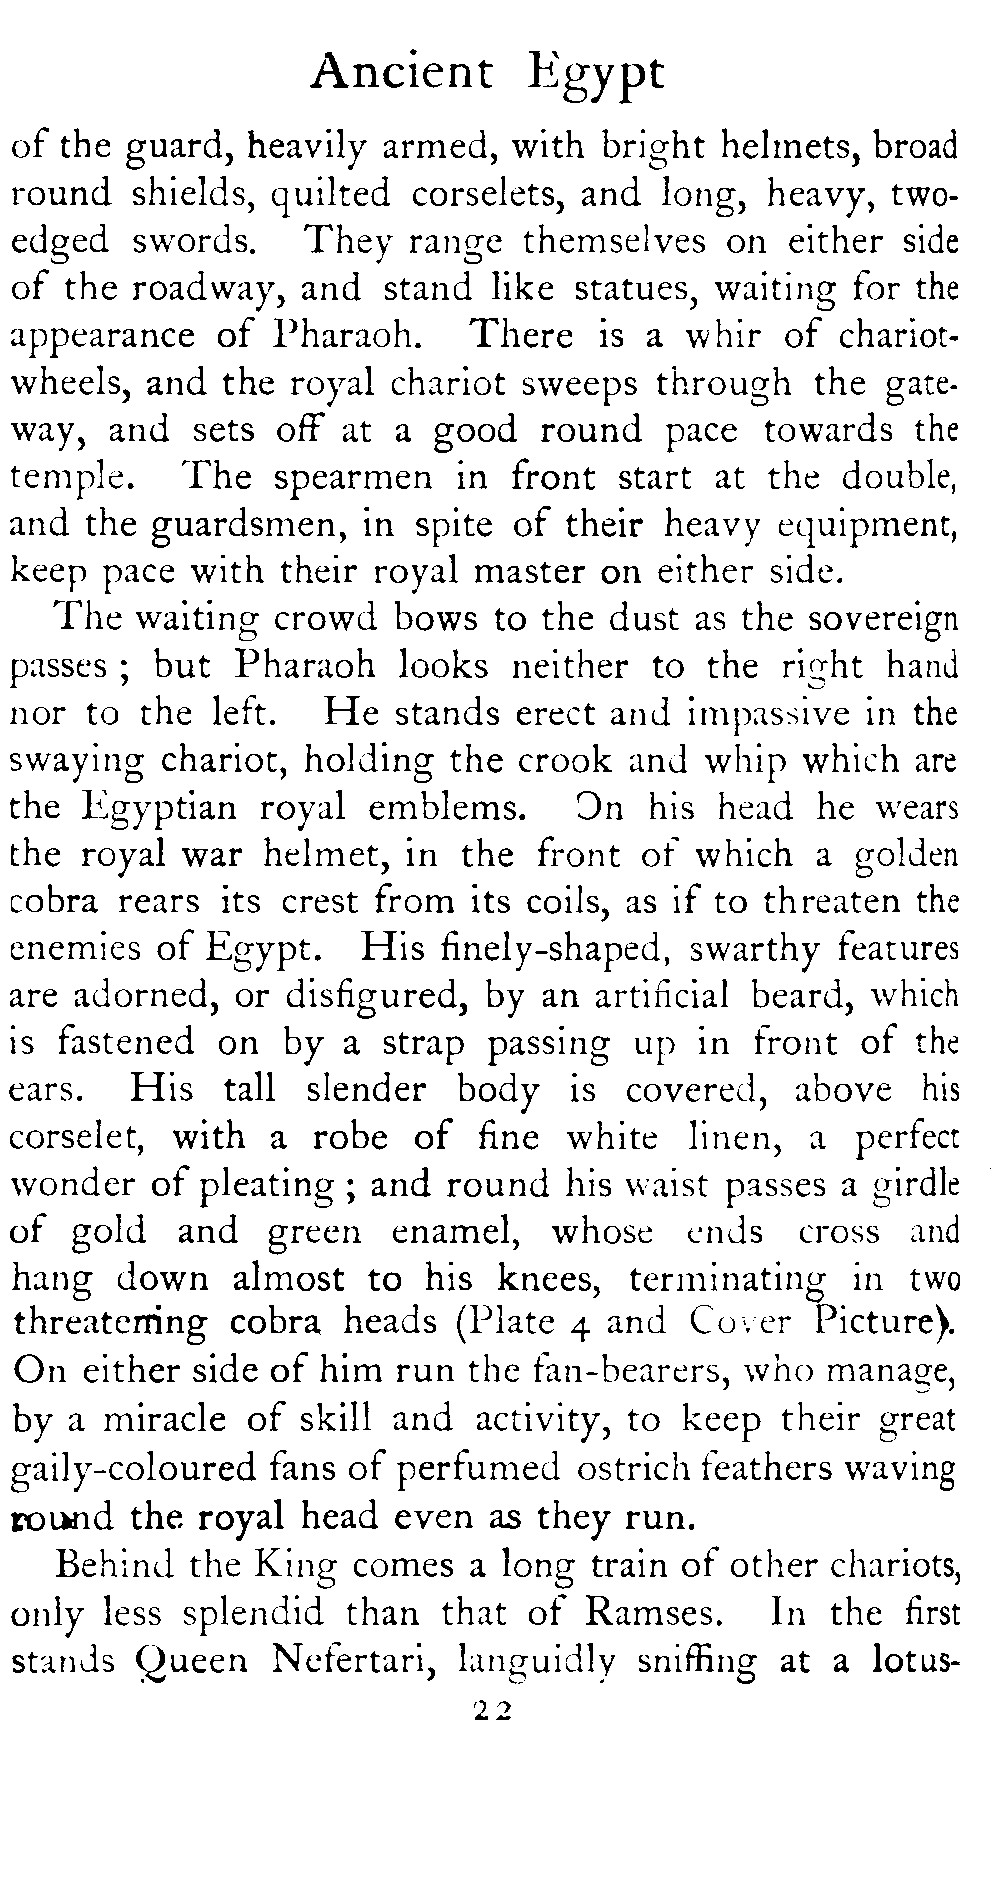 Ancient Egypt
of the guard, heavily armed, with bright helmets, broad
round shields, quilted corselets, and long, heavy, two-
edged swords. They range themselves on either side
of the roadway, and stand like statues, waiting for the
appearance of Pharaoh. There is a whir of chariot-
wheels, and the royal chariot sweeps through the gate-
way, and sets off at a good round pace towards the
temple. The spearmen in front start at the double,
and the guardsmen, in spite of their heavy equipment,
keep pace with their royal master on either side.
The waiting crowd bows to the dust as the sovereign
passes ; but Pharaoh looks neither to the right hand
nor to the left. He stands erect and impassive in the
swaying chariot, holding the crook and whip which are
the Egyptian royal emblems. On his head he wears
the royal war helmet, in the front of which a golden
cobra rears its crest from its coils, as if to threaten the
enemies of Egypt. His finely-shaped, swarthy features
are adorned, or disfigured, by an artificial beard, which
is fastened on by a strap passing up in front of the
ears. His tall slender body is covered, above his
corselet, with a robe of fine white linen, a perfect
wonder of pleating ; and round his waist passes a girdle
of gold and green enamel, whose ends cross and
hang down almost to his knees, terminating in two
threatening cobra heads (Plate 4 and Cover Picture).
On either side of him run the fan-bearers, who manage,
by a miracle of skill and activity, to keep their great
gaily-coloured fans of perfumed ostrich feathers waving
round the royal head even as they run.
Behind the King comes a long train of other chariots,
only less splendid than that of Ramses. In the first
stands Queen Nefertari, languidly sniffing at a lotus-
22